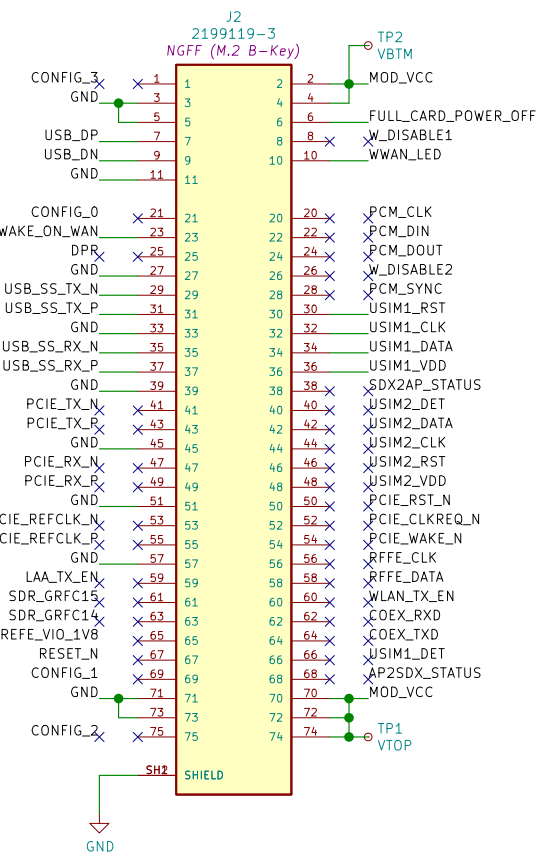 J2
2199119-3
NGFF (M.2 B-Key)
TP2
VBTM
CONFIG_3 1 1 2 2 MOD_VCC
GND 3 3 4 4
5 5 6 6 FULL_CARD_POWER_OFF
USB_DP 7 7 8 8 W_DISABLE1
USB_DN 9 9 10 10 WWAN_LED
GND 11 11
CONFIG_0 21 21 20 20 PCM_CLK
WAKE_ON_WAN 23 23 22 22 PCM_DIN
DPR 25 25 24 24 PCM_DOUT
GND 27 27 26 26 W_DISABLE2
USB_SS_TX_N 29 29 28 28 PCM_SYNC
USB_SS_TX_P 31 31 30 30 USIM1_RST
GND 33 33 32 32 USIM1_CLK
USB_SS_RX_N 35 35 34 34 USIM1_DATA
USB_SS_RX_P 37 37 36 36 USIM1_VDD
GND 39 39 38 38 SDX2AP_STATUS
PCIE_TX_N 41 41 40 40 USIM2_DET
PCIE_TX_P 43 43 42 42 USIM2_DATA
GND 45 45 44 44 USIM2_CLK
PCIE_RX_N 47 47 46 46 USIM2_RST
PCIE_RX_P 49 49 48 48 USIM2_VDD
GND 51 51 50 50 PCIE_RST_N
CIE_REFCLK_N 53 53 52 52 PCIE_CLKREQ_N
CIE_REFCLK_P 55 55 54 54 PCIE_WAKE_N
GND 57 57 56 56 RFFE_CLK
LAA_TX_EN 59 59 58 58 RFFE_DATA
SDR_GRFC15 61 61 60 60 WLAN_TX_EN
SDR_GRFC14 63 63 62 62 COEX_RXD
REFE_VIO_1V8 65 65 64 64 COEX_TXD
RESET_N 67 67 66 66 USIM1_DET
CONFIG_1 69 69 68 68 AP2SDX_STATUS
GND 71 71 70 70 MOD_VCC
73 73 72 72
CONFIG_2 75 75 74 74 TP1
VTOP
SHIELD
GND